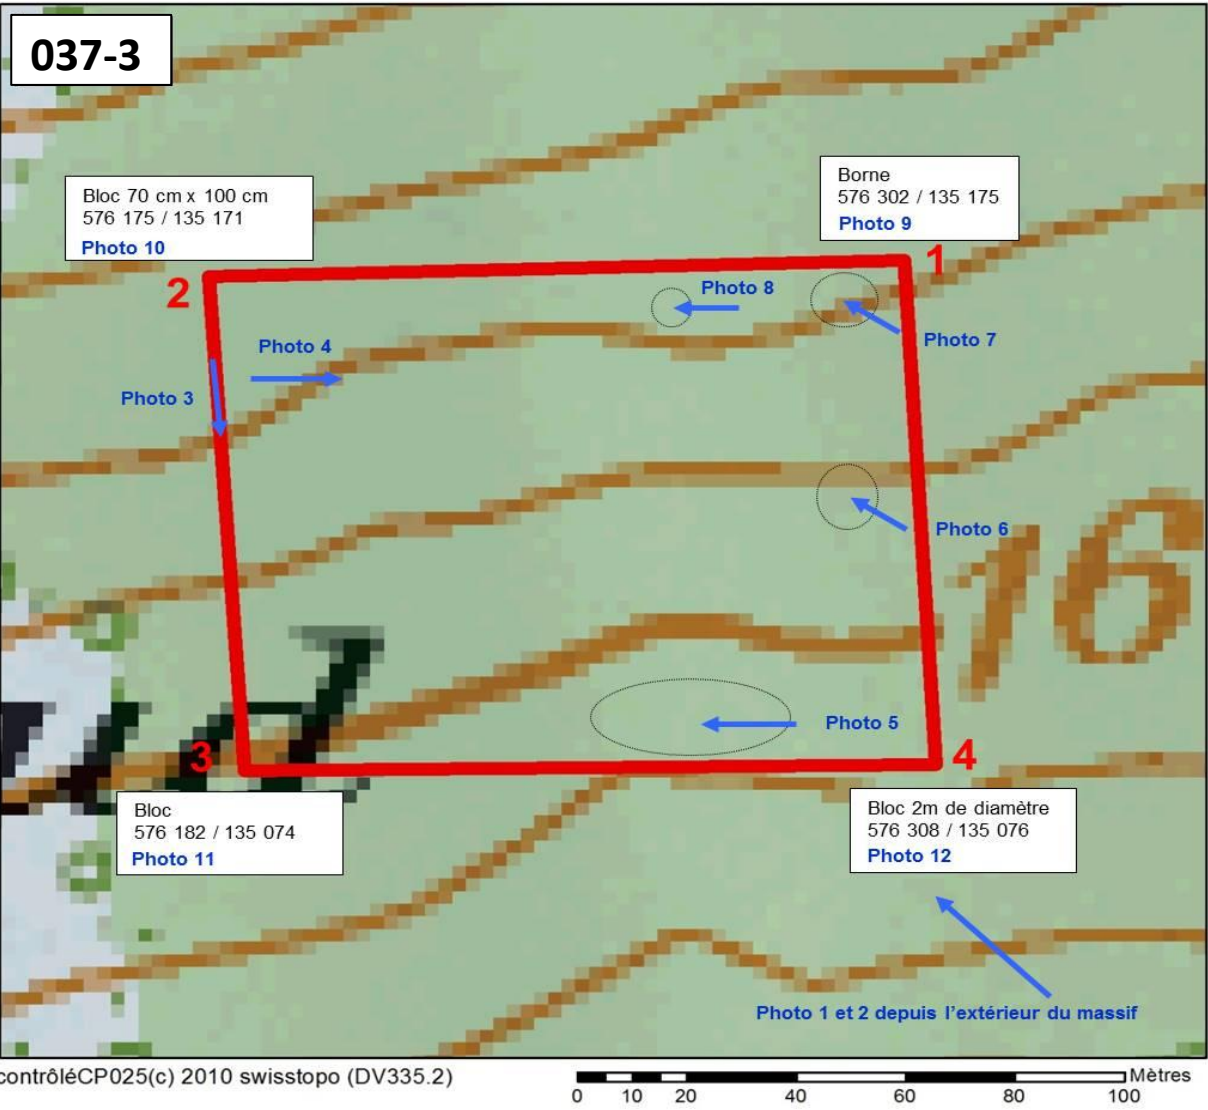 037-3
Bloc 70 cm x 100 cm
576 175 / 135 171
Photo 10
Borne
576 302 / 135 175
Photo 9
2
1
Photo 8
Photo 7
Photo 4
Photo 3
Photo 6
16
Photo 5
3
4
Bloc
576 182 / 135 074
Photo 11
Bloc 2m de diamètre
576 308 / 135 076
Photo 12
Photo 1 et 2 depuis l'extérieur du massif
contrôléCP025(c) 2010 swisstopo (DV335.2)
Mètres
0 10 20 40 60 80 100